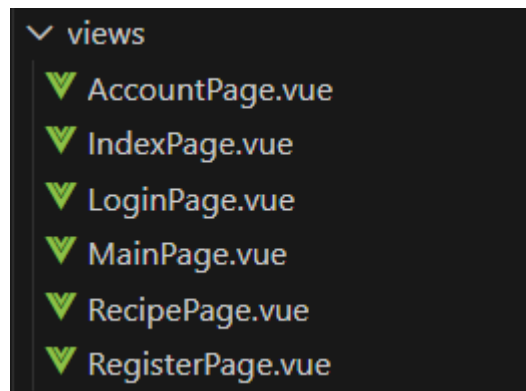 views
AccountPage.vue
IndexPage.vue
LoginPage.vue
MainPage.vue
RecipePage.vue
RegisterPage.vue